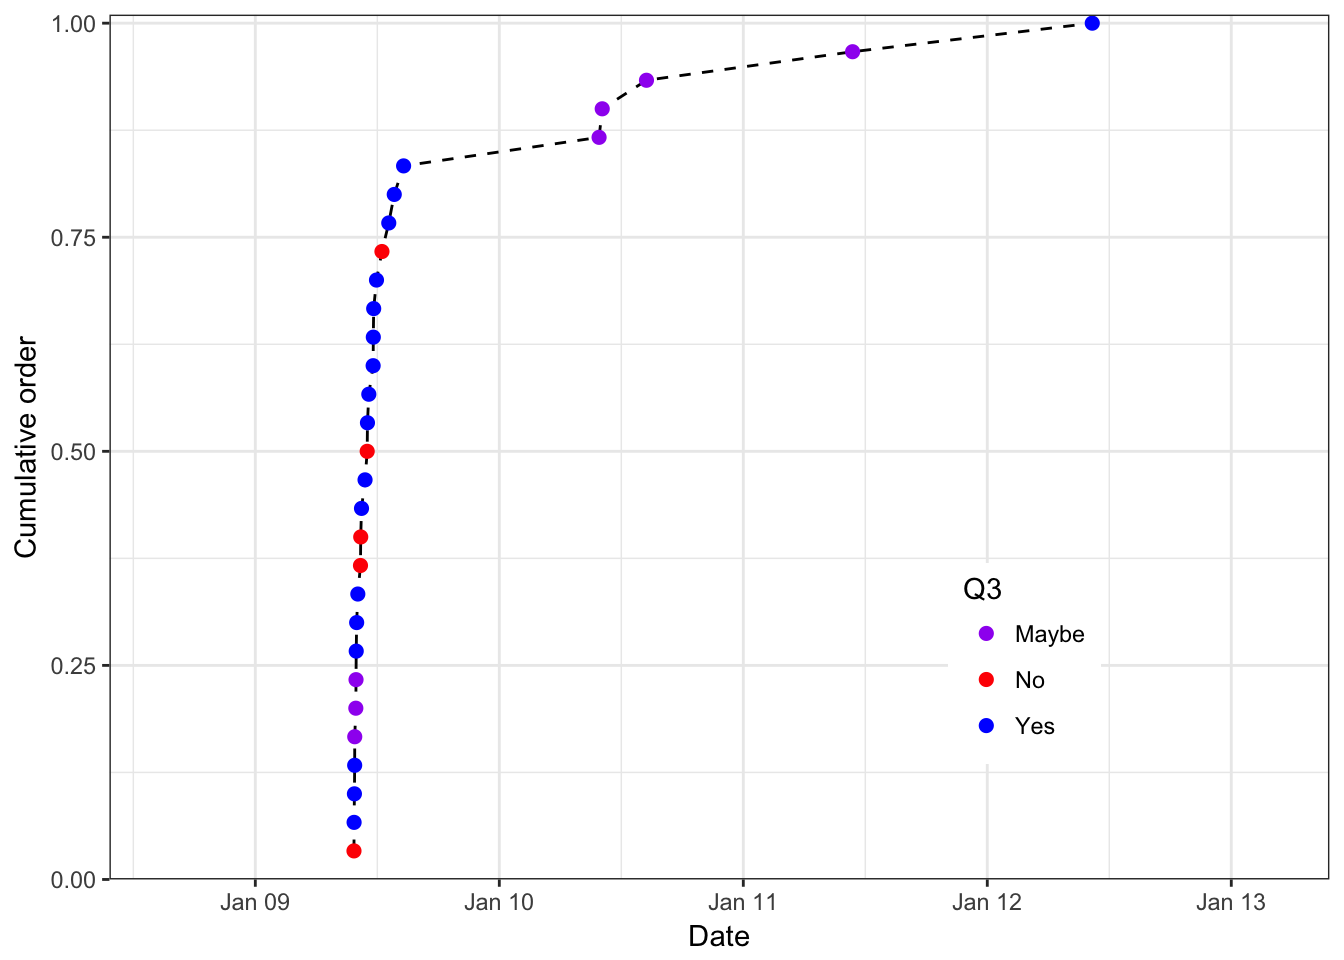 1.00
0.75
0.50
0.25
0.00
Cumulative order
Q3
Maybe
No
Yes
Jan 09 Jan 10 Jan 11 Jan 12 Jan 13
Date